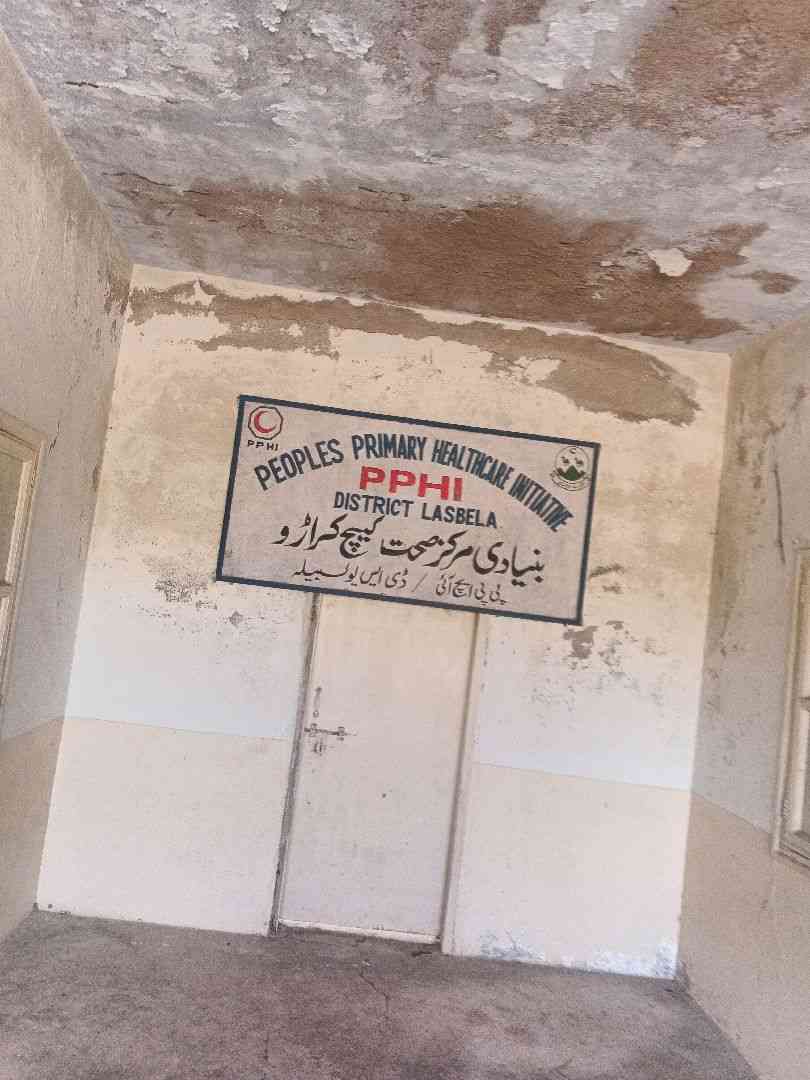 PPHI
PEOPLES PRIMARY HEALTHCARE INITIATIVE
PPHI
DISTRICT LASBELA
بنیادی مرکز صحت کیچ کراڑو
پی پی ایچ آئی / ڈی ایس یو لسبیلہ